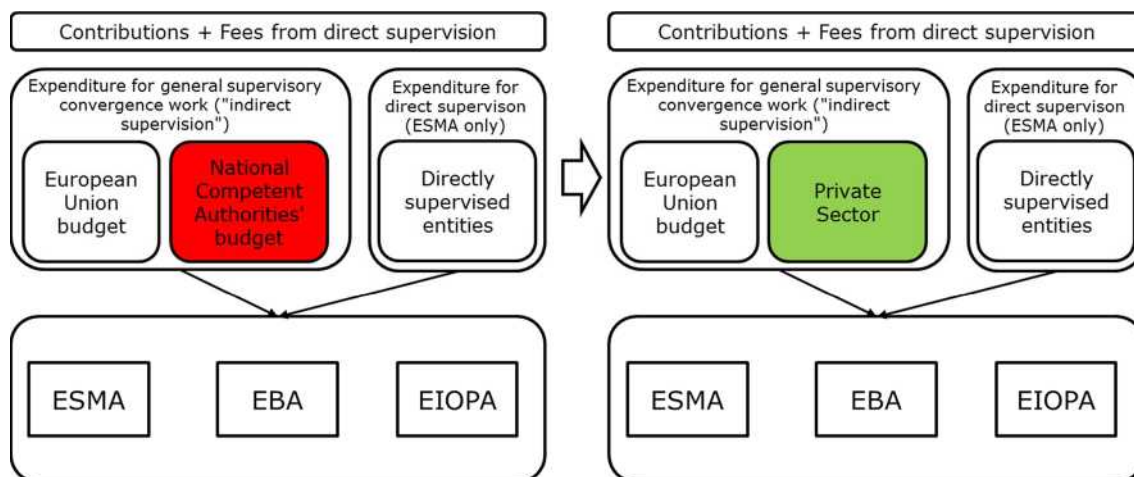 Contributions + Fees from direct supervision
Expenditure for general supervisory
convergence work ("indirect
supervision")
Expenditure for
direct supervison
(ESMA only)
European
Union
budget
National
Competent
Authorities'
budget
Directly
supervised
entities
ESMA
EBA
EIOPA
Contributions + Fees from direct supervision
Expenditure for general supervisory
convergence work ("indirect
supervision")
Expenditure for
direct supervison
(ESMA only)
European
Union
budget
Private
Sector
Directly
supervised
entities
ESMA
EBA
EIOPA